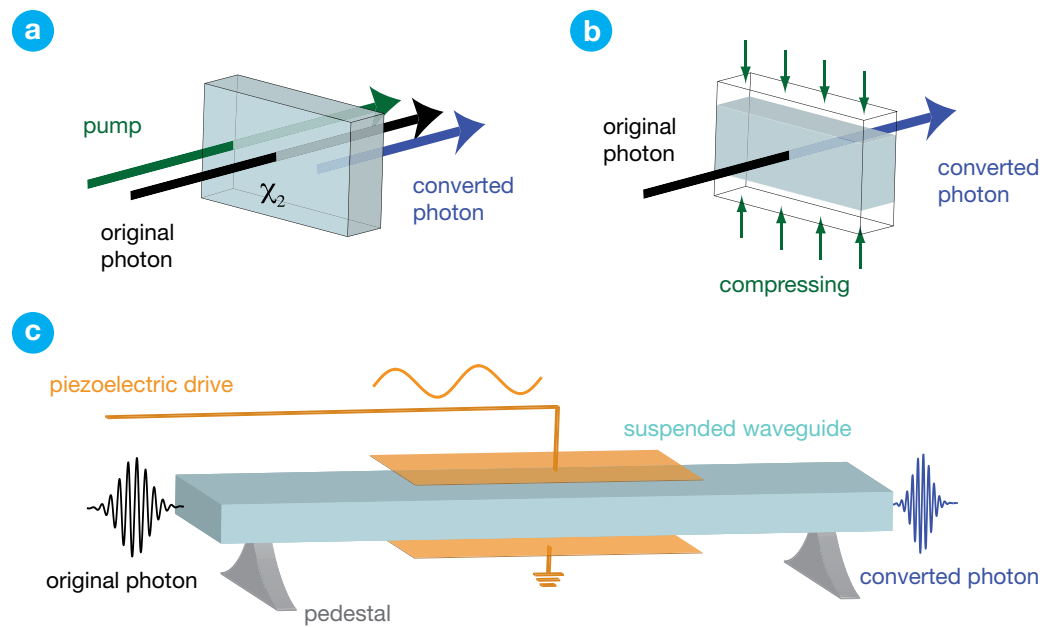 a
pump
χ₂
original
photon
converted
photon
b
original
photon
converted
photon
compressing
c
piezoelectric drive
suspended waveguide
original photon
converted photon
pedestal